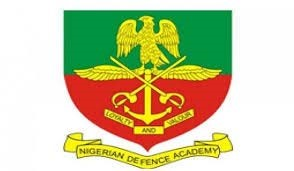 LOYALTY
AND
VALOUR
NIGERIAN DEFENCE ACADEMY